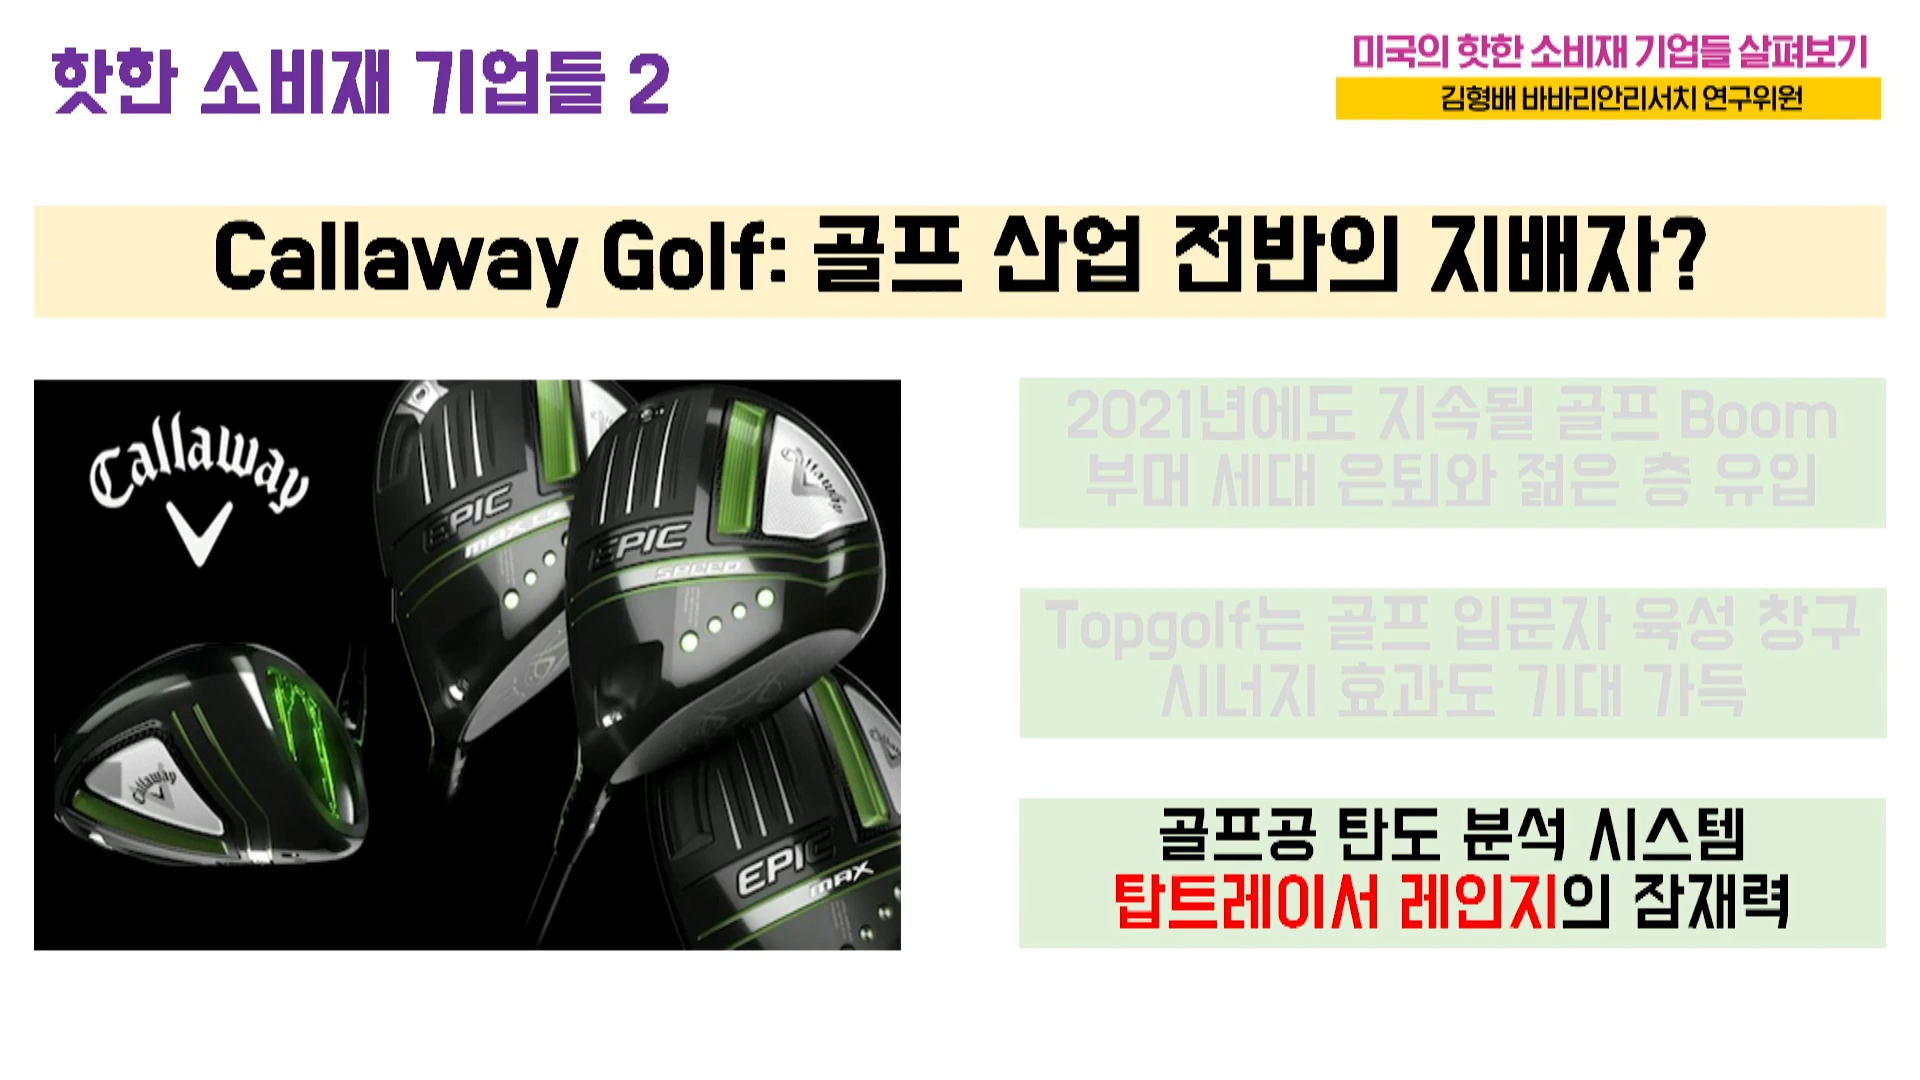 핫한 소비재 기업들 2
미국의 핫한 소비재 기업들 살펴보기
김형배 바바리안리서치 연구위원
Callaway Golf: 골프 산업 전반의 지배자?
Callaway
EPIC
MAX LS
EPIC
SPEED
Callaway
Callaway
EPIC
MAX
2021년에도 지속될 골프 Boom
부머 세대 은퇴와 젊은 층 유입
Topgolf는 골프 입문자 육성 창구
시너지 효과도 기대 가득
골프공 탄도 분석 시스템
탑트레이서 레인지의 잠재력